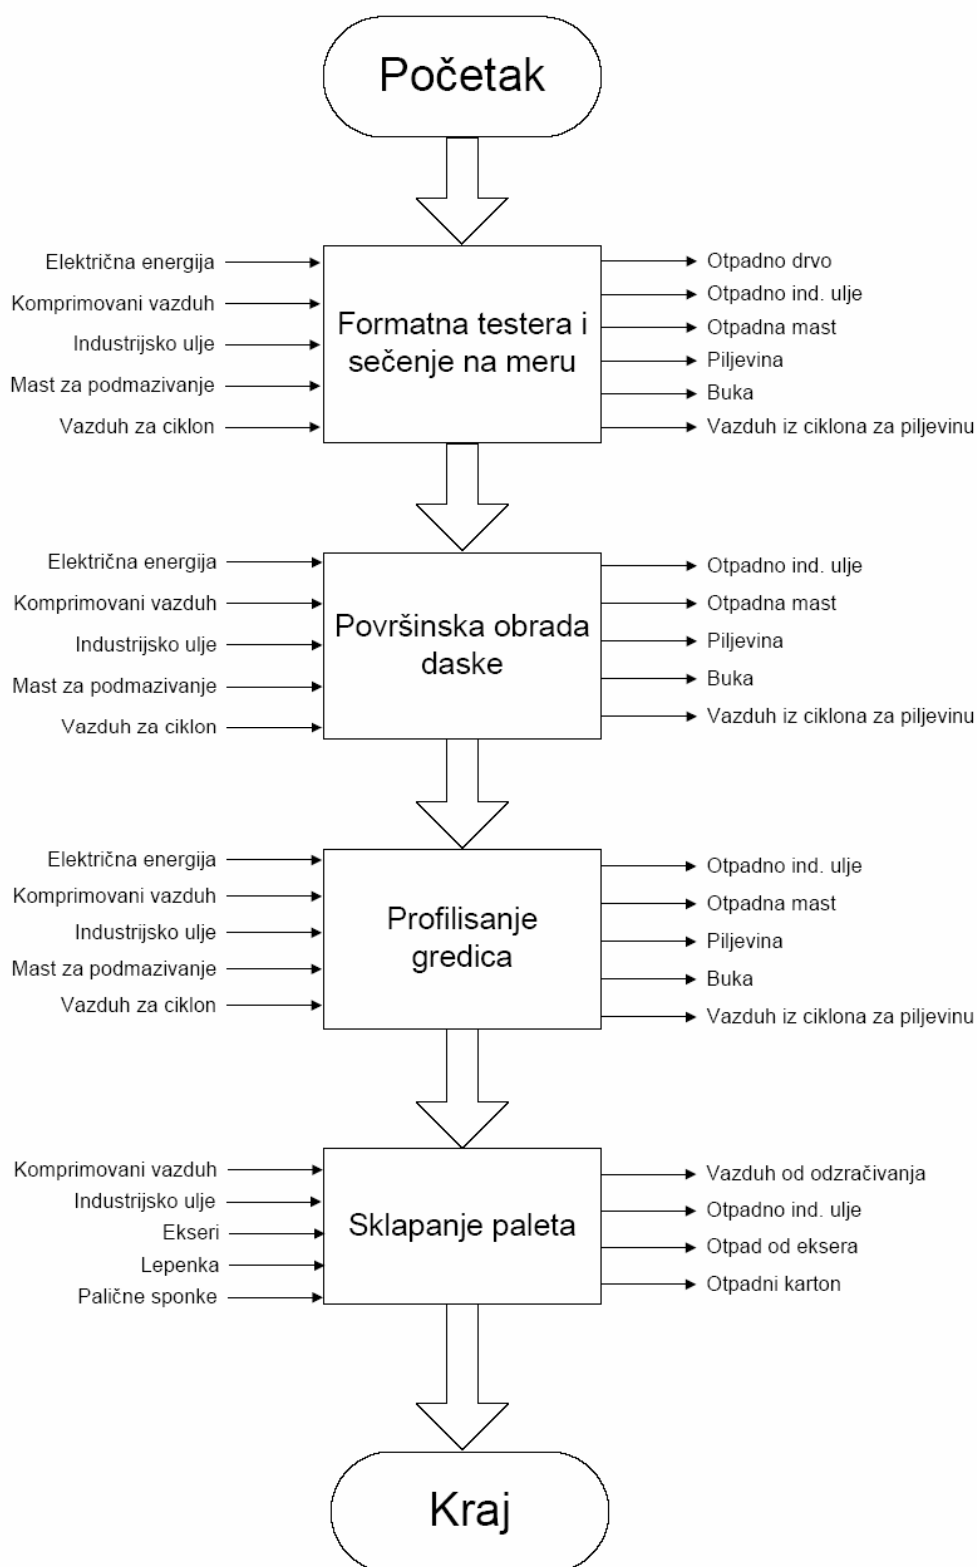 Početak
Električna energija
Komprimovani vazduh
Industrijsko ulje
Mast za podmazivanje
Vazduh za ciklon
Formatna testera i
sečenje na meru
Otpadno drvo
Otpadno ind. ulje
Otpadna mast
Piljevina
Buka
Vazduh iz ciklona za piljevinu
Električna energija
Komprimovani vazduh
Industrijsko ulje
Mast za podmazivanje
Vazduh za ciklon
Površinska obrada
daske
Otpadno ind. ulje
Otpadna mast
Piljevina
Buka
Vazduh iz ciklona za piljevinu
Električna energija
Komprimovani vazduh
Industrijsko ulje
Mast za podmazivanje
Vazduh za ciklon
Profilisanje
gredica
Otpadno ind. ulje
Otpadna mast
Piljevina
Buka
Vazduh iz ciklona za piljevinu
Komprimovani vazduh
Industrijsko ulje
Ekseri
Lepenka
Palične sponke
Sklapanje paleta
Vazduh od odzračivanja
Otpadno ind. ulje
Otpad od eksera
Otpadni karton
Kraj